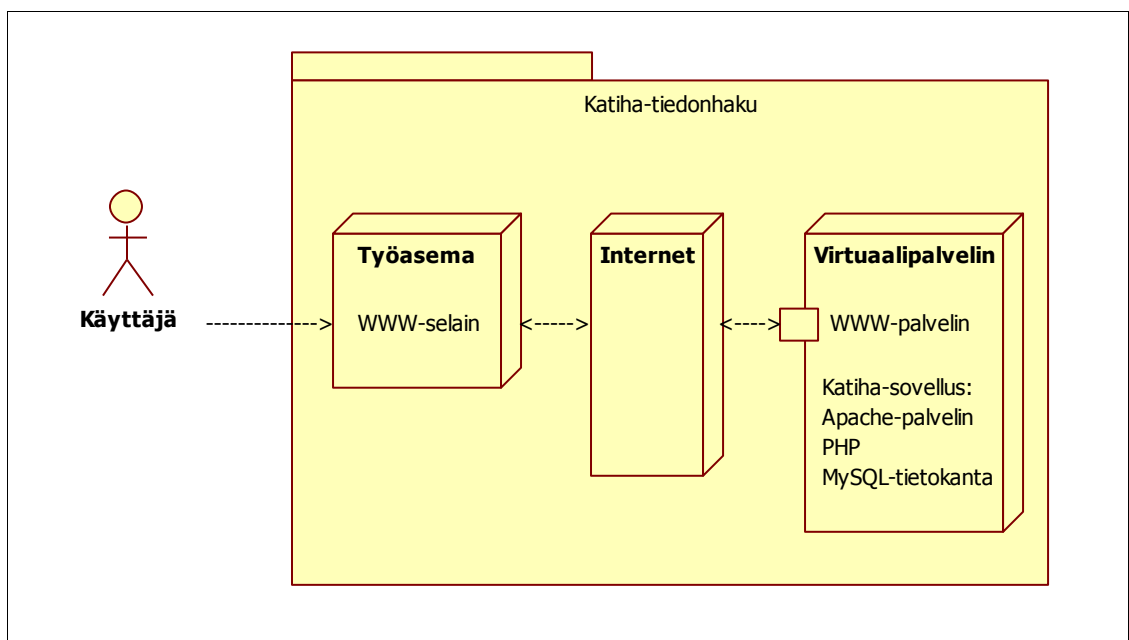 Katiha-tiedonhaku
Käyttäjä
Työasema
WWW-selain
Internet
Virtuaalipalvelin
WWW-palvelin
Katiha-sovellus:
Apache-palvelin
PHP
MySQL-tietokanta